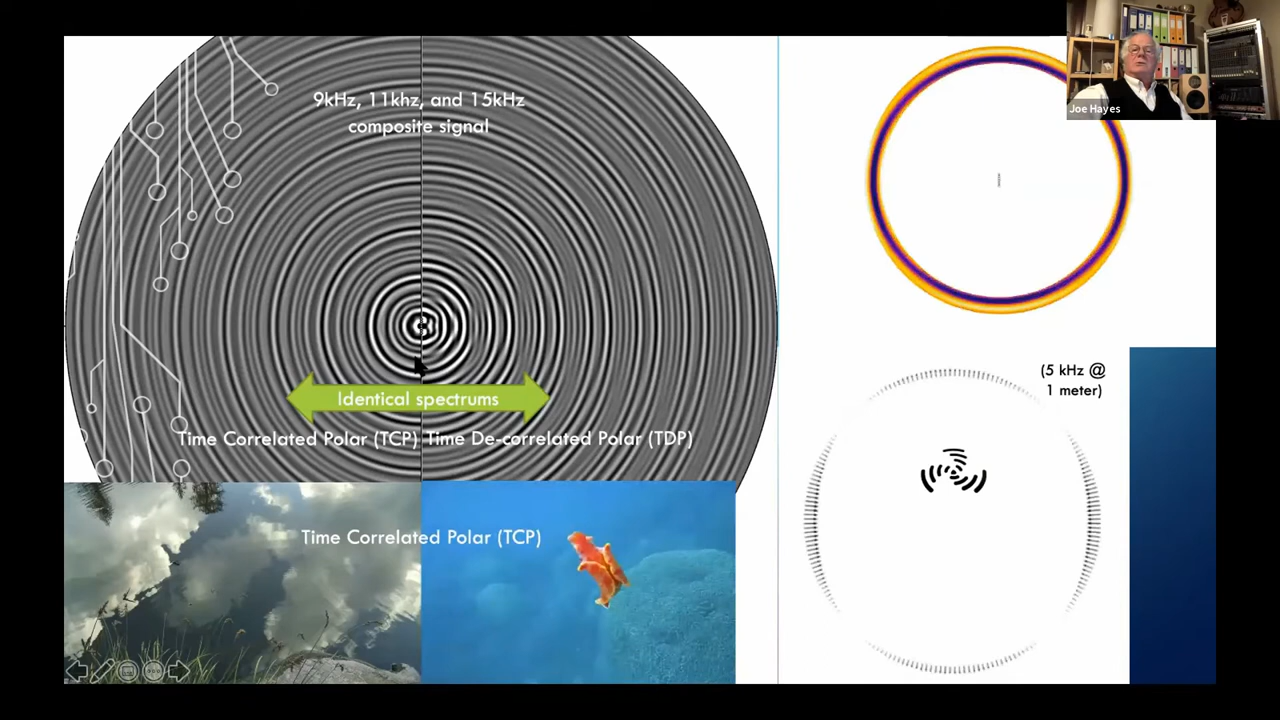 9kHz, 11khz, and 15kHz
composite signal
Identical spectrums
Time Correlated Polar (TCP)
Time De-correlated Polar (TDP)
Time Correlated Polar (TCP)
Joe Hayes
(5 kHz @
1 meter)